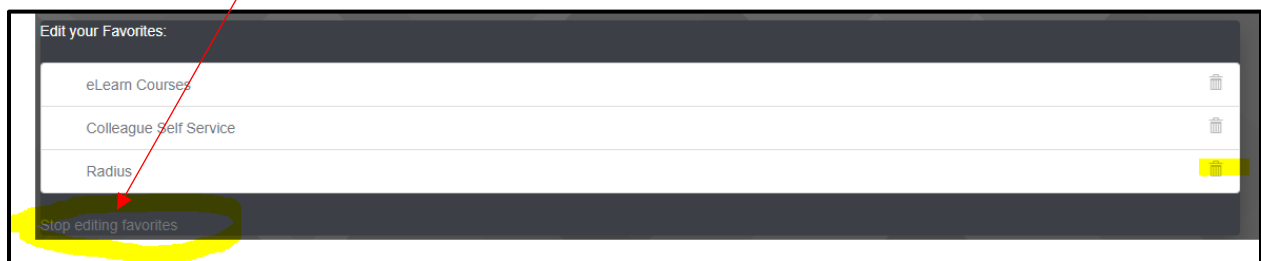 Edit your Favorites:
eLearn Courses
Colleague Self Service
Radius
Stop editing favorites